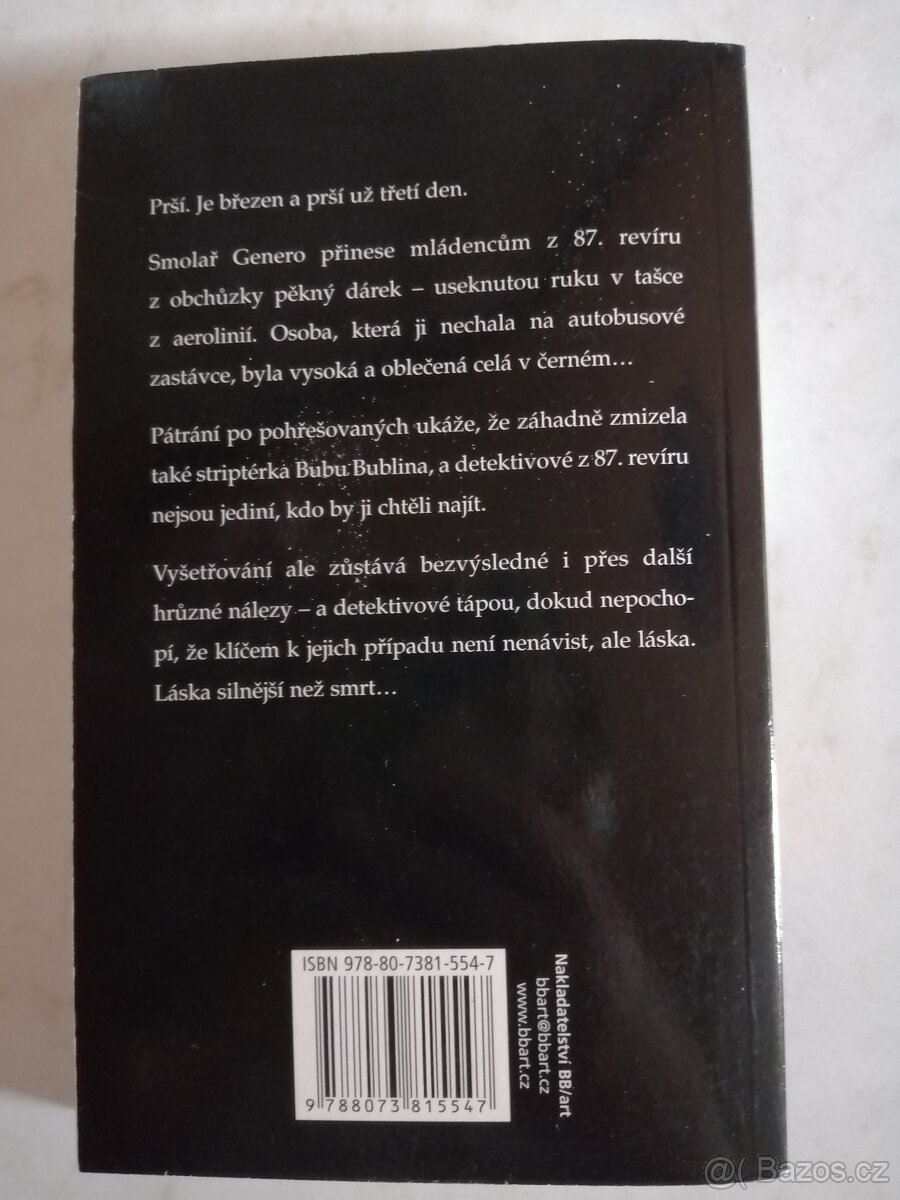 Prší. Je březen a prší už třetí den.
Smolař Genero přinese mládencům z 87. revíru
z obchůzky pěkný dárek – useknutou ruku v tašce
z aerolinií. Osoba, která ji nechala na autobusové
zastávce, byla vysoká a oblečená celá v černém…
Pátrání po pohřešovaných ukáže, že záhadně zmizela
také striptérka Bubu Bublina, a detektivové z 87. revíru
nejsou jediní, kdo by ji chtěli najít.
Vyšetřování ale zůstává bezvýsledné i přes další
hrůzné nálezy – a detektivové tápou, dokud nepocho-
pí, že klíčem k jejich případu není nenávist, ale láska.
Láska silnější než smrt…
ISBN 978-80-7381-554-7
9 788073 815547
Nakladatelství BB/art
bbart@bbart.cz
www.bbart.cz
@( Bazos.cz